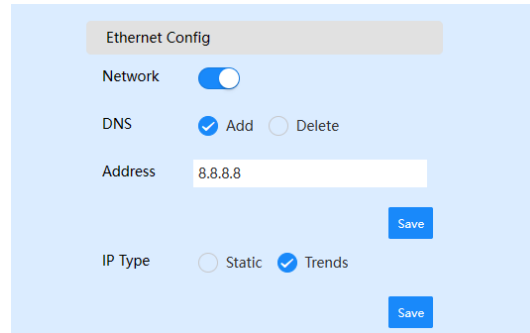 Ethernet Config
Network
DNS Add Delete
Address 8.8.8.8
Save
IP Type Static Trends
Save